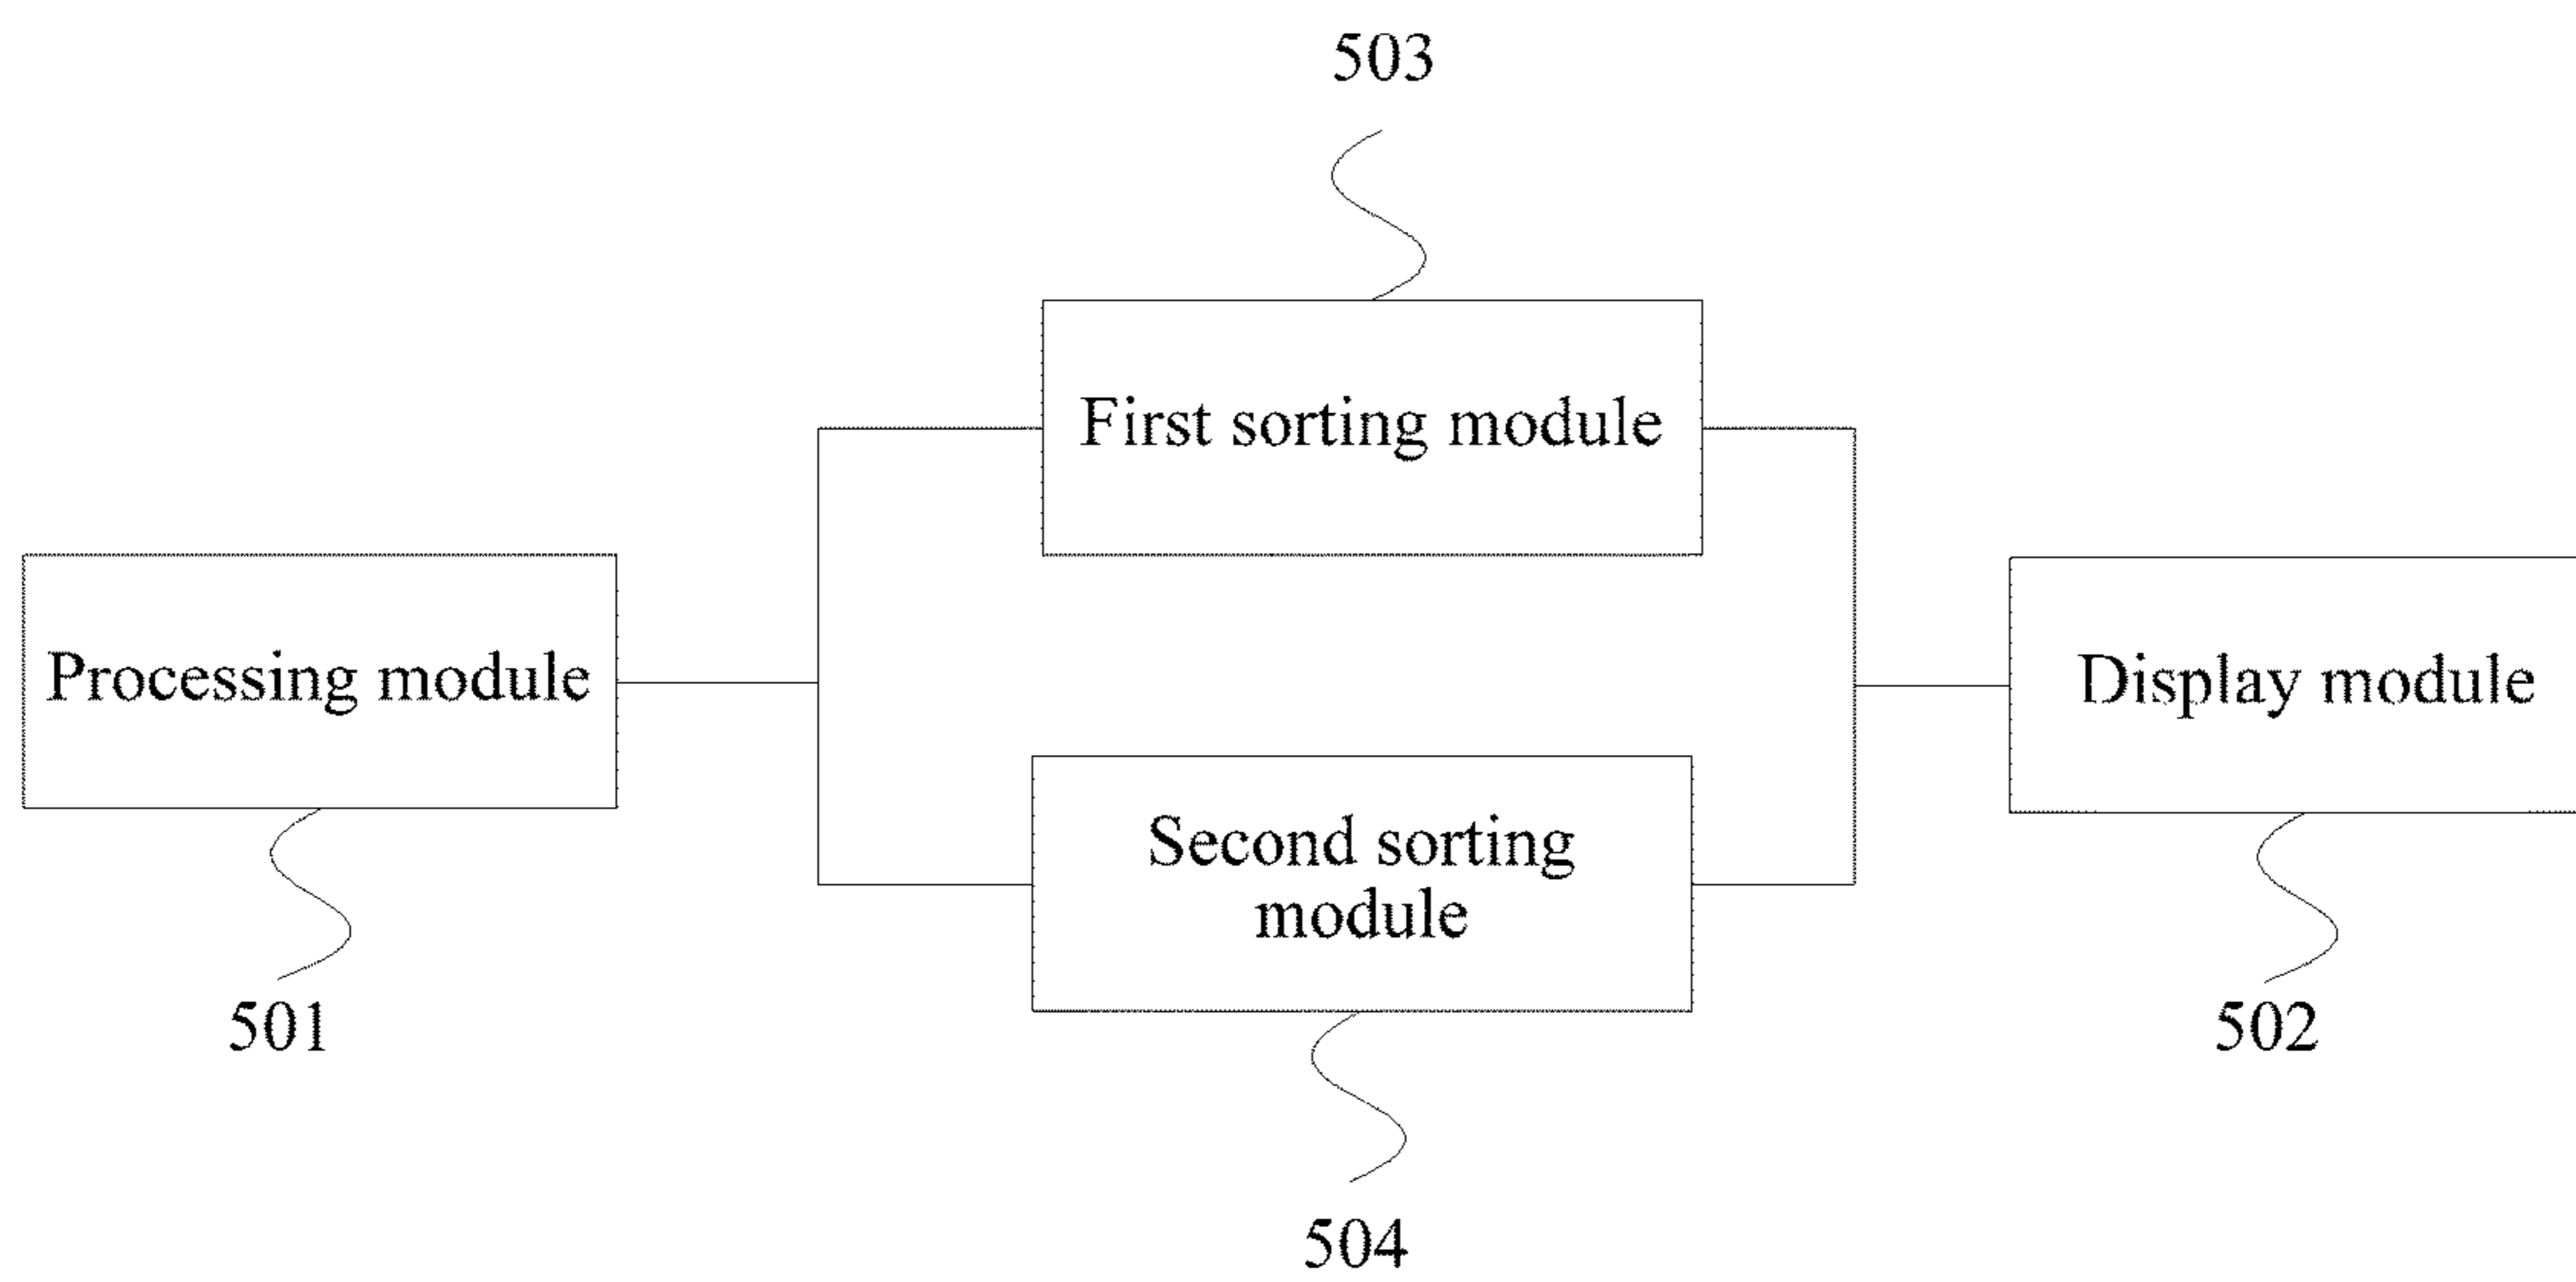 503
First sorting module
Processing module
Display module
Second sorting
module
501
502
504